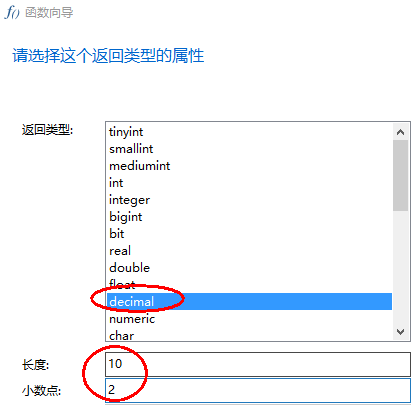 f() 函数向导
请选择这个返回类型的属性
返回类型:
tinyint
smallint
mediumint
int
integer
bigint
bit
real
double
float
decimal
numeric
char
长度: 10
小数点: 2